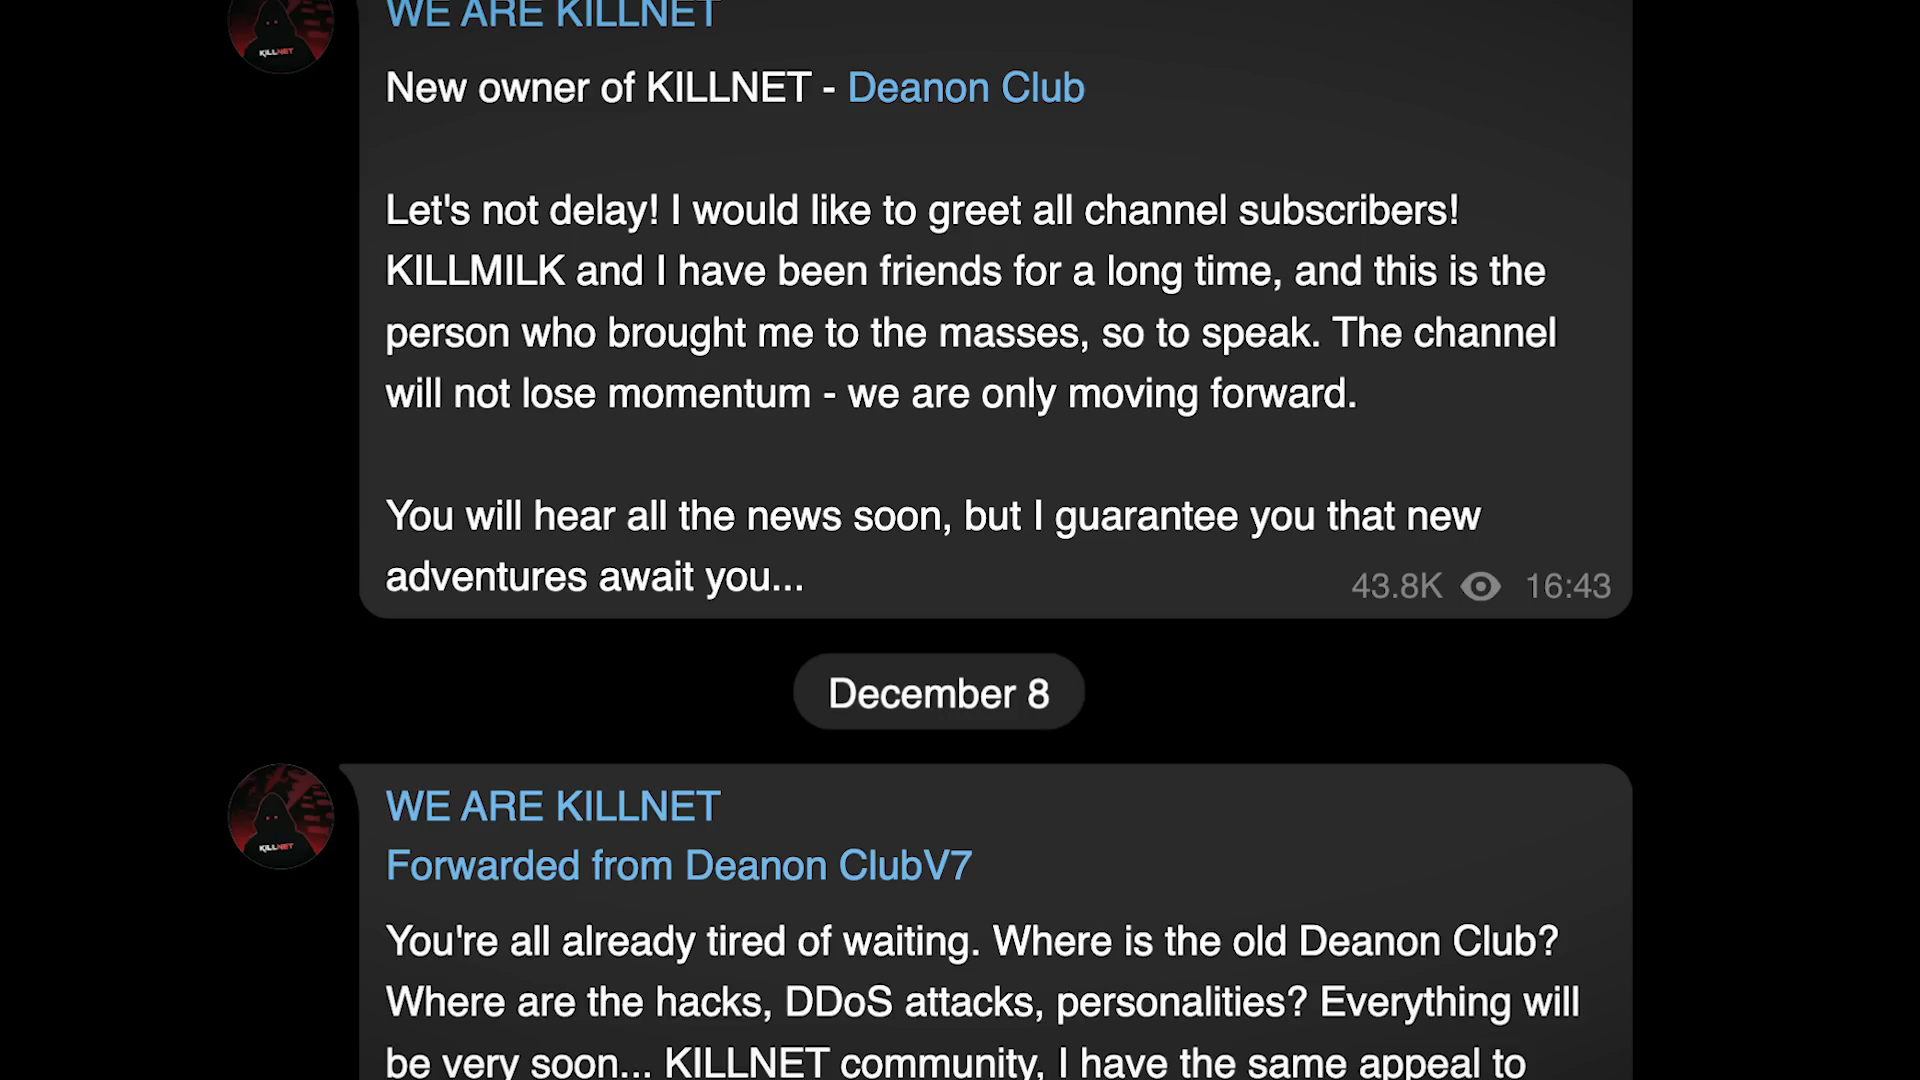 WE ARE KILLNET
New owner of KILLNET - Deanon Club
Let's not delay! I would like to greet all channel subscribers!
KILLMILK and I have been friends for a long time, and this is the
person who brought me to the masses, so to speak. The channel
will not lose momentum - we are only moving forward.
You will hear all the news soon, but I guarantee you that new
adventures await you...
43.8K 16:43
December 8
WE ARE KILLNET
Forwarded from Deanon ClubV7
You're all already tired of waiting. Where is the old Deanon Club?
Where are the hacks, DDoS attacks, personalities? Everything will
be very soon... KILLNET community, I have the same appeal to
KILLNET
KILLNET